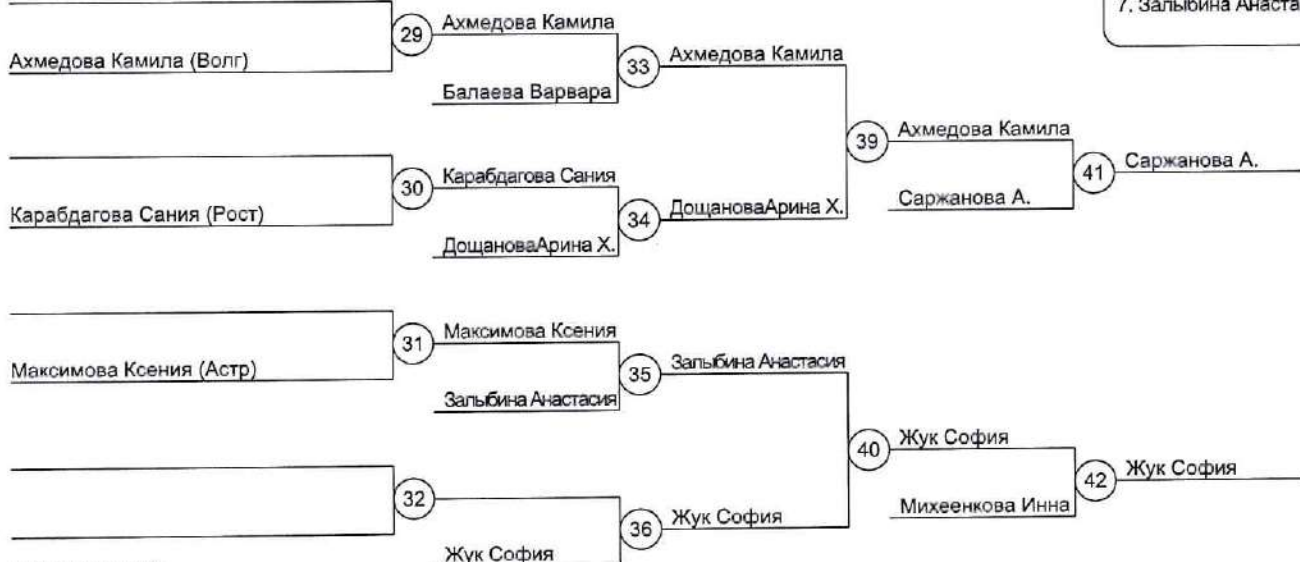 7. Залыбина Анаста
29
Ахмедова Камила
Ахмедова Камила (Волг)
33
Ахмедова Камила
Балаева Варвара
39
Ахмедова Камила
30
Карабдагова Сания
41
Саржанова А.
Карабдагова Сания (Рост)
34
ДощановаАрина Х.
Саржанова А.
ДощановаАрина Х.
31
Максимова Ксения
Максимова Ксения (Астр)
35
Залыбина Анастасия
Залыбина Анастасия
40
Жук София
32
42
Жук София
36
Жук София
Михеенкова Инна
Жук София